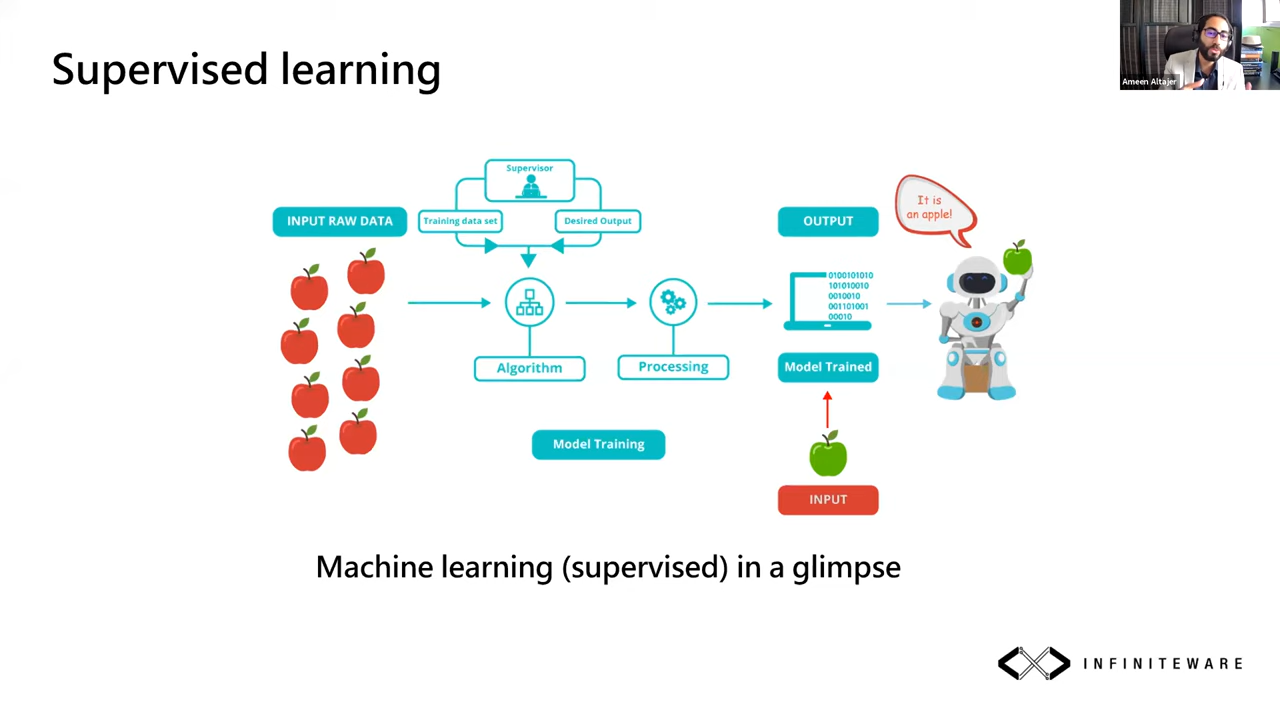 Supervised learning
Ameen Altajer
Supervisor
INPUT RAW DATA
Training data set
Desired Output
OUTPUT
It is
an apple!
0100101010
101010010
0010010
001101001
00010
Algorithm
Processing
Model Trained
Model Training
INPUT
Machine learning (supervised) in a glimpse
INFINITEWARE